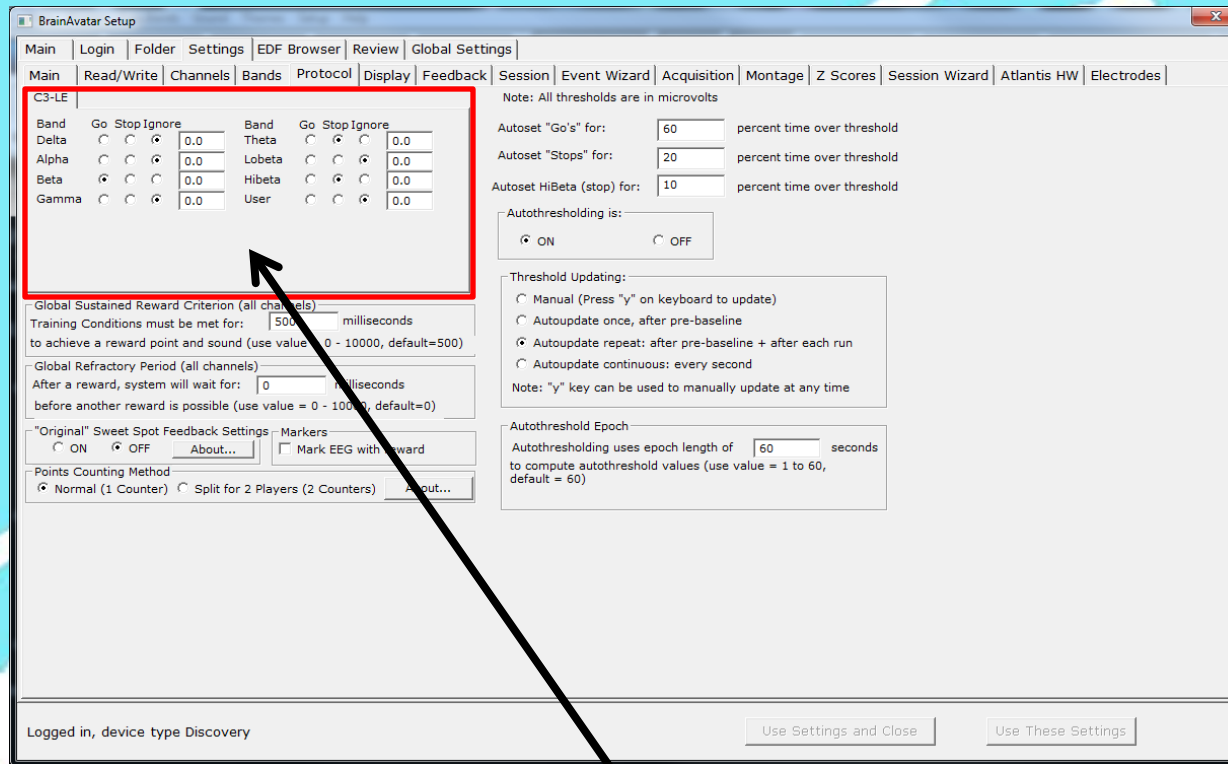 BrainAvatar Setup
Main Login Folder Settings EDF Browser Review Global Settings
Main Read/Write Channels Bands Protocol Display Feedback Session Event Wizard Acquisition Montage Z Scores Session Wizard Atlantis HW Electrodes
C3-LE
Band Go Stop Ignore Band Go Stop Ignore
Delta 0.0 Theta 0.0
Alpha 0.0 Lobeta 0.0
Beta 0.0 Hibeta 0.0
Gamma 0.0 User 0.0
Global Sustained Reward Criterion (all channels)
Training Conditions must be met for: 500 milliseconds
to achieve a reward point and sound (use value = 0 - 10000, default=500)
Global Refractory Period (all channels)
After a reward, system will wait for: 0 milliseconds
before another reward is possible (use value = 0 - 10000, default=0)
"Original" Sweet Spot Feedback Settings
ON OFF About...
Markers
Mark EEG with reward
Points Counting Method
Normal (1 Counter) Split for 2 Players (2 Counters) About...
Note: All thresholds are in microvolts
Autoset "Go's" for: 60 percent time over threshold
Autoset "Stops" for: 20 percent time over threshold
Autoset HiBeta (stop) for: 10 percent time over threshold
Autothresholding is:
ON OFF
Threshold Updating:
Manual (Press "y" on keyboard to update)
Autoupdate once, after pre-baseline
Autoupdate repeat: after pre-baseline + after each run
Autoupdate continuous: every second
Note: "y" key can be used to manually update at any time
Autothreshold Epoch
Autothresholding uses epoch length of 60 seconds
to compute autothreshold values (use value = 1 to 60,
default = 60)
Logged in, device type Discovery
Use Settings and Close Use These Settings